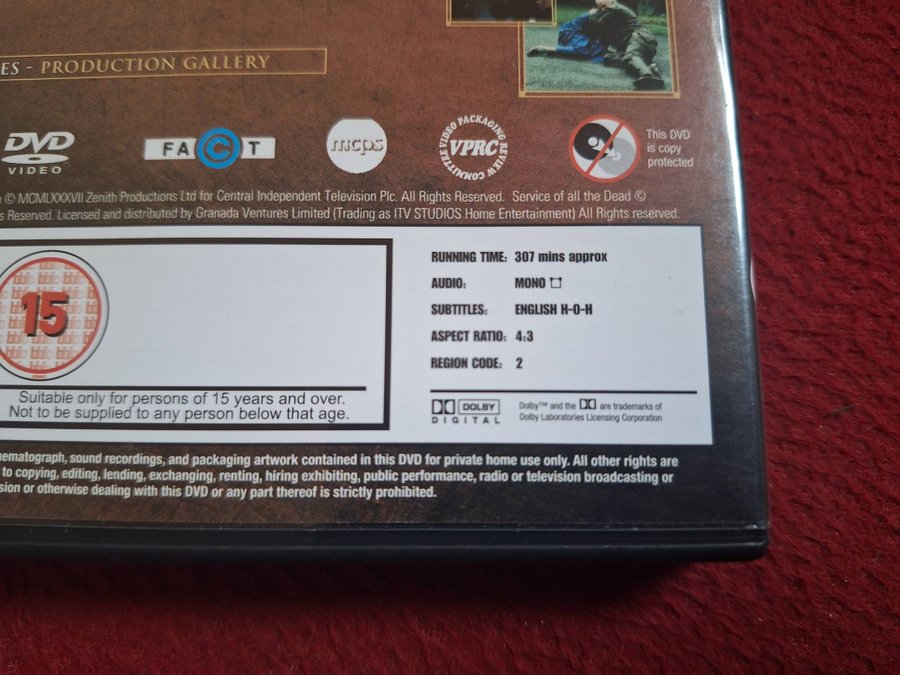 ES - PRODUCTION GALLERY
DVD
VIDEO
FACT
mcps
VIDEO PACKAGING REVIEW COMMITTEE
VPRC
This DVD
is copy
protected
© MCMLXXXVII Zenith Productions Ltd for Central Independent Television Plc. All Rights Reserved. Service of all the Dead ©
s Reserved. Licensed and distributed by Granada Ventures Limited (Trading as ITV STUDIOS Home Entertainment) All Rights reserved.
15
Suitable only for persons of 15 years and over.
Not to be supplied to any person below that age.
RUNNING TIME: 307 mins approx
AUDIO: MONO
SUBTITLES: ENGLISH H-O-H
ASPECT RATIO: 4:3
REGION CODE: 2
DOLBY
DIGITAL
Dolby™ and the DD are trademarks of
Dolby Laboratories Licensing Corporation
nematograph, sound recordings, and packaging artwork contained in this DVD for private home use only. All other rights are
to copying, editing, lending, exchanging, renting, hiring exhibiting, public performance, radio or television broadcasting or
sion or otherwise dealing with this DVD or any part thereof is strictly prohibited.